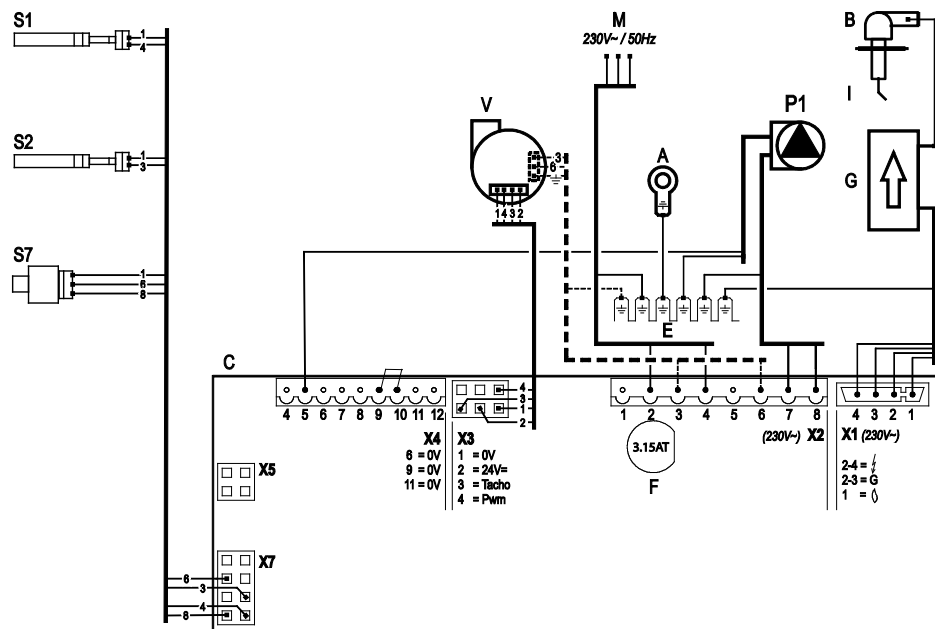 S1
1
4
S2
1
3
S7
1
6
8
V
3
6
1 4 3 2
M
230V~ / 50Hz
A
P1
B
I
G
E
C
4 5 6 7 8 9 10 11 12
X4
6 = 0V
9 = 0V
11 = 0V
4
3
1
2
X3
1 = 0V
2 = 24V=
3 = Tacho
4 = Pwm
1 2 3 4 5 6 7 8
(230V~) X2
3.15AT
F
4 3 2 1
X1 (230V~)
2-4 =
2-3 = G
1 =
X5
X7
6
3
4
8